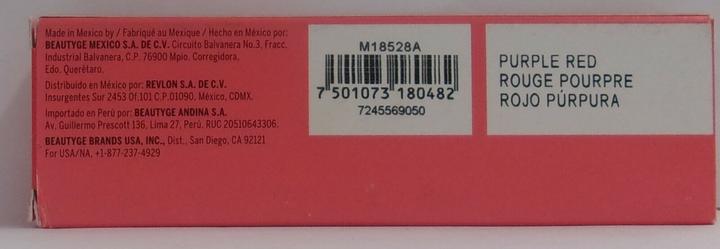 Made in Mexico by / Fabriqué au Mexique / Hecho en México por:
BEAUTYGE MEXICO S.A. DE C.V. Circuito Balvanera No.3, Fracc.
Industrial Balvanera, C.P. 76900 Mpio. Corregidora,
Edo. Querétaro.
Distribuido en México por: REVLON S.A. DE C.V.
Insurgentes Sur 2453 Of.101 C.P.01090, México, CDMX.
Importado en Perú por: BEAUTYGE ANDINA S.A.
Av. Guillermo Prescott 136, Lima 27, Perú. RUC 20510643306.
BEAUTYGE BRANDS USA, INC., Dist., San Diego, CA 92121
For USA/NA, +1-877-237-4929
M18528A
7 501073 180482
7245569050
PURPLE RED
ROUGE POURPRE
ROJO PÚRPURA